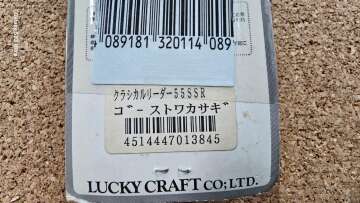 089181 320114 089
クラシカルリーダー55SSR
ゴーストワカサギ
4514447013845
LUCKY CRAFT CO; LTD.